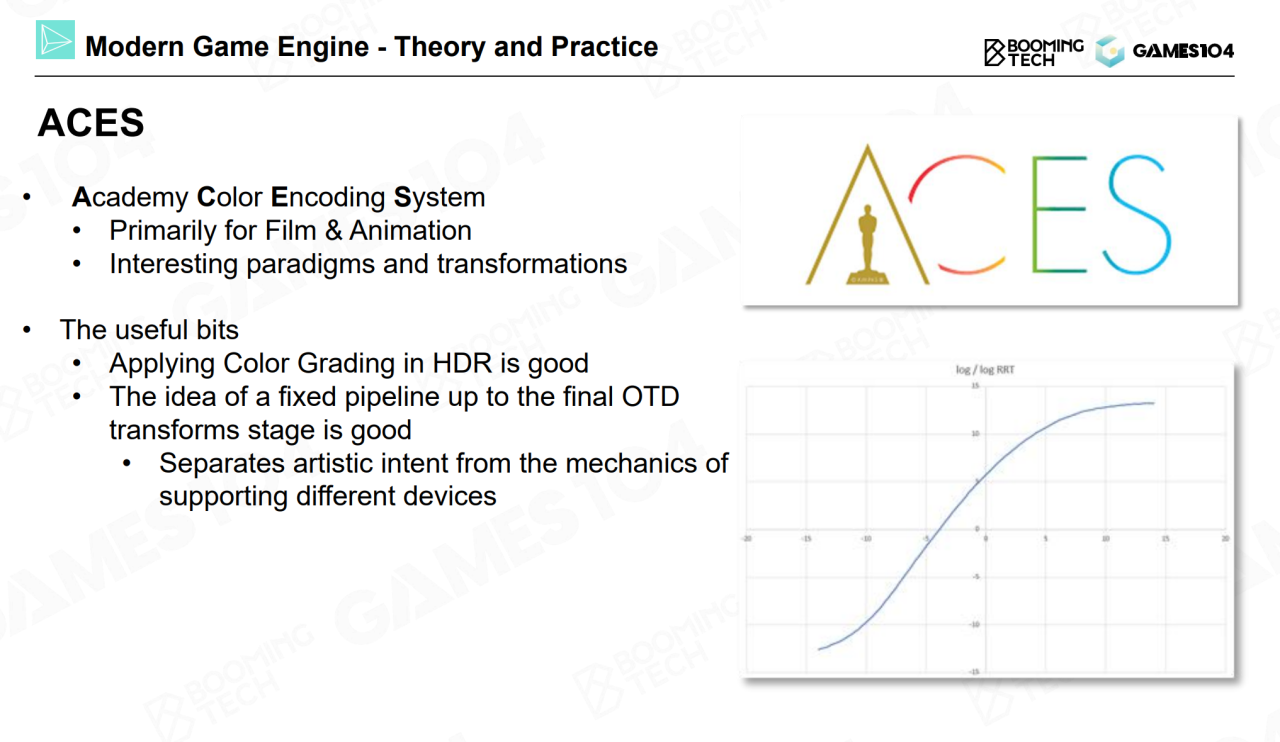 Modern Game Engine - Theory and Practice
BOOMING
TECH
GAMES104
ACES
• Academy Color Encoding System
• Primarily for Film & Animation
• Interesting paradigms and transformations
• The useful bits
• Applying Color Grading in HDR is good
• The idea of a fixed pipeline up to the final OTD
transforms stage is good
• Separates artistic intent from the mechanics of
supporting different devices
ACES
log / log RRT
15
10
5
0
-20 -15 -10 -5 0 5 10 15 20
-5
-10
-15